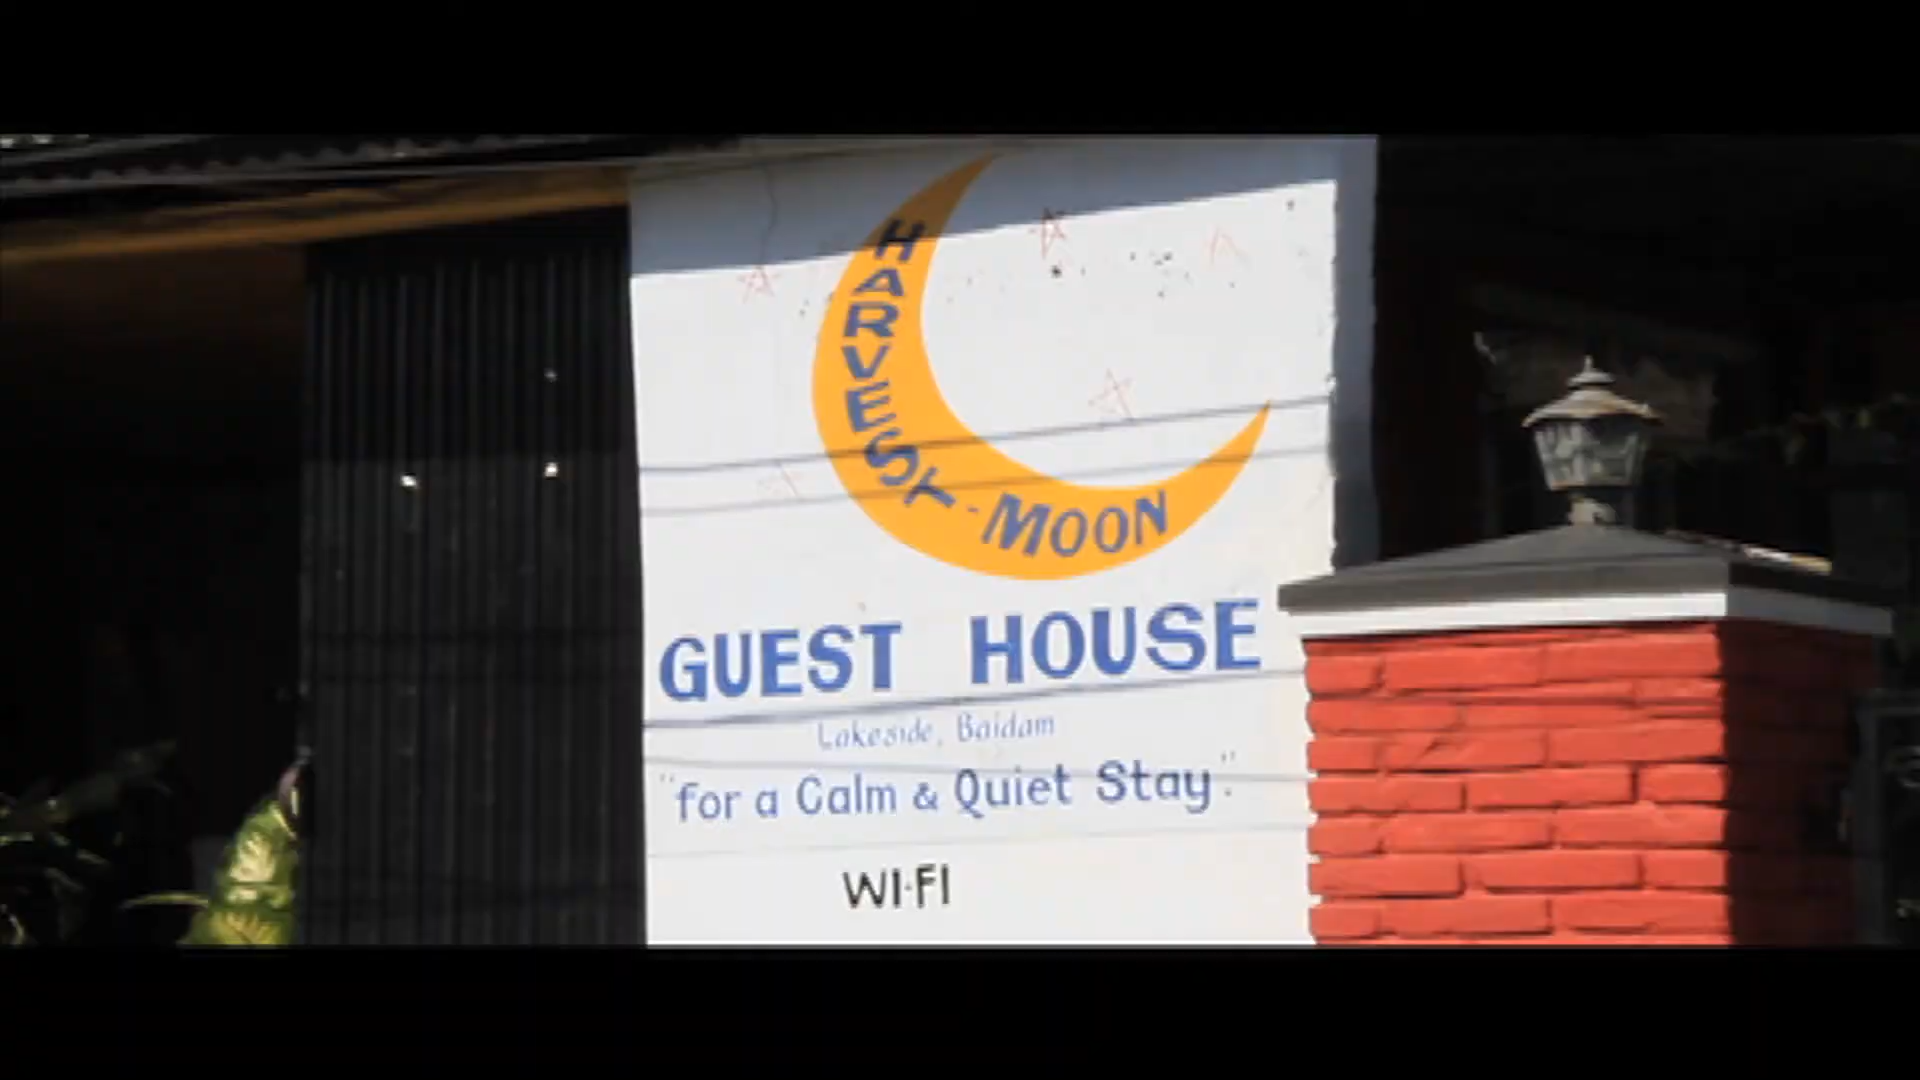 HARVEST-MOON
GUEST HOUSE
Lakeside, Baidam
"for a Calm & Quiet Stay".
WI-FI